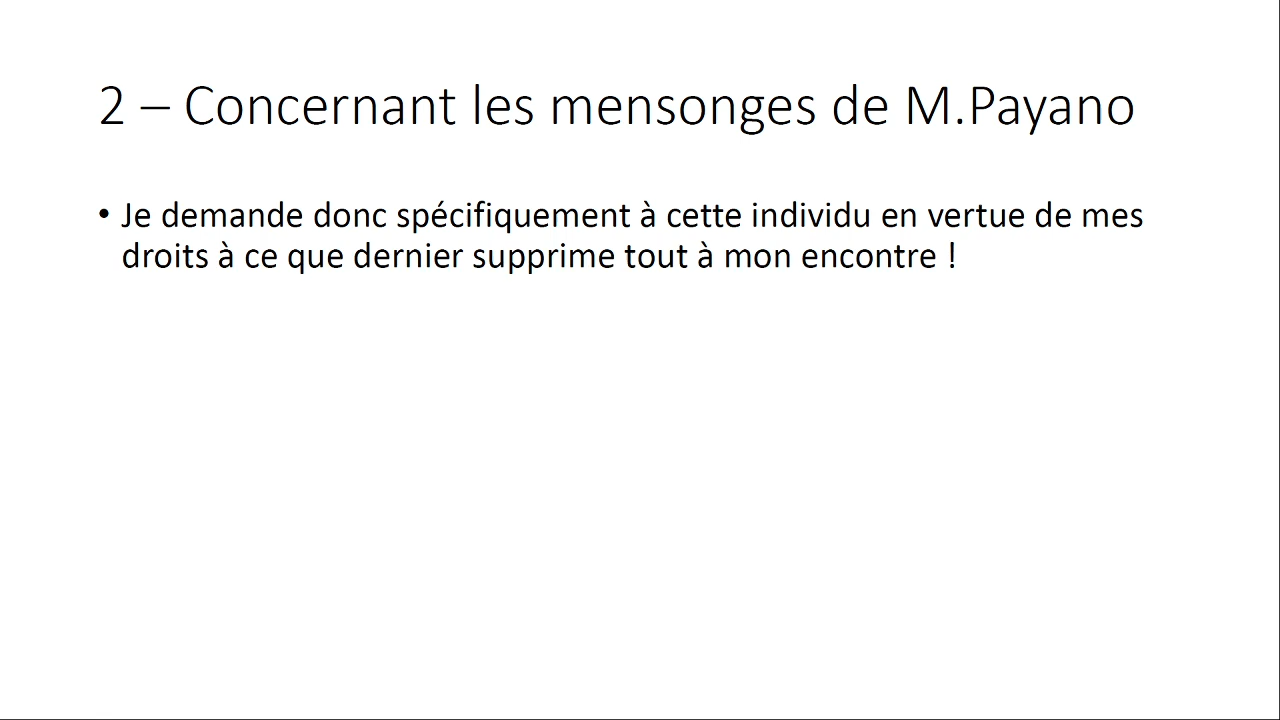 2 – Concernant les mensonges de M.Payano
• Je demande donc spécifiquement à cette individu en vertue de mes
droits à ce que dernier supprime tout à mon encontre !